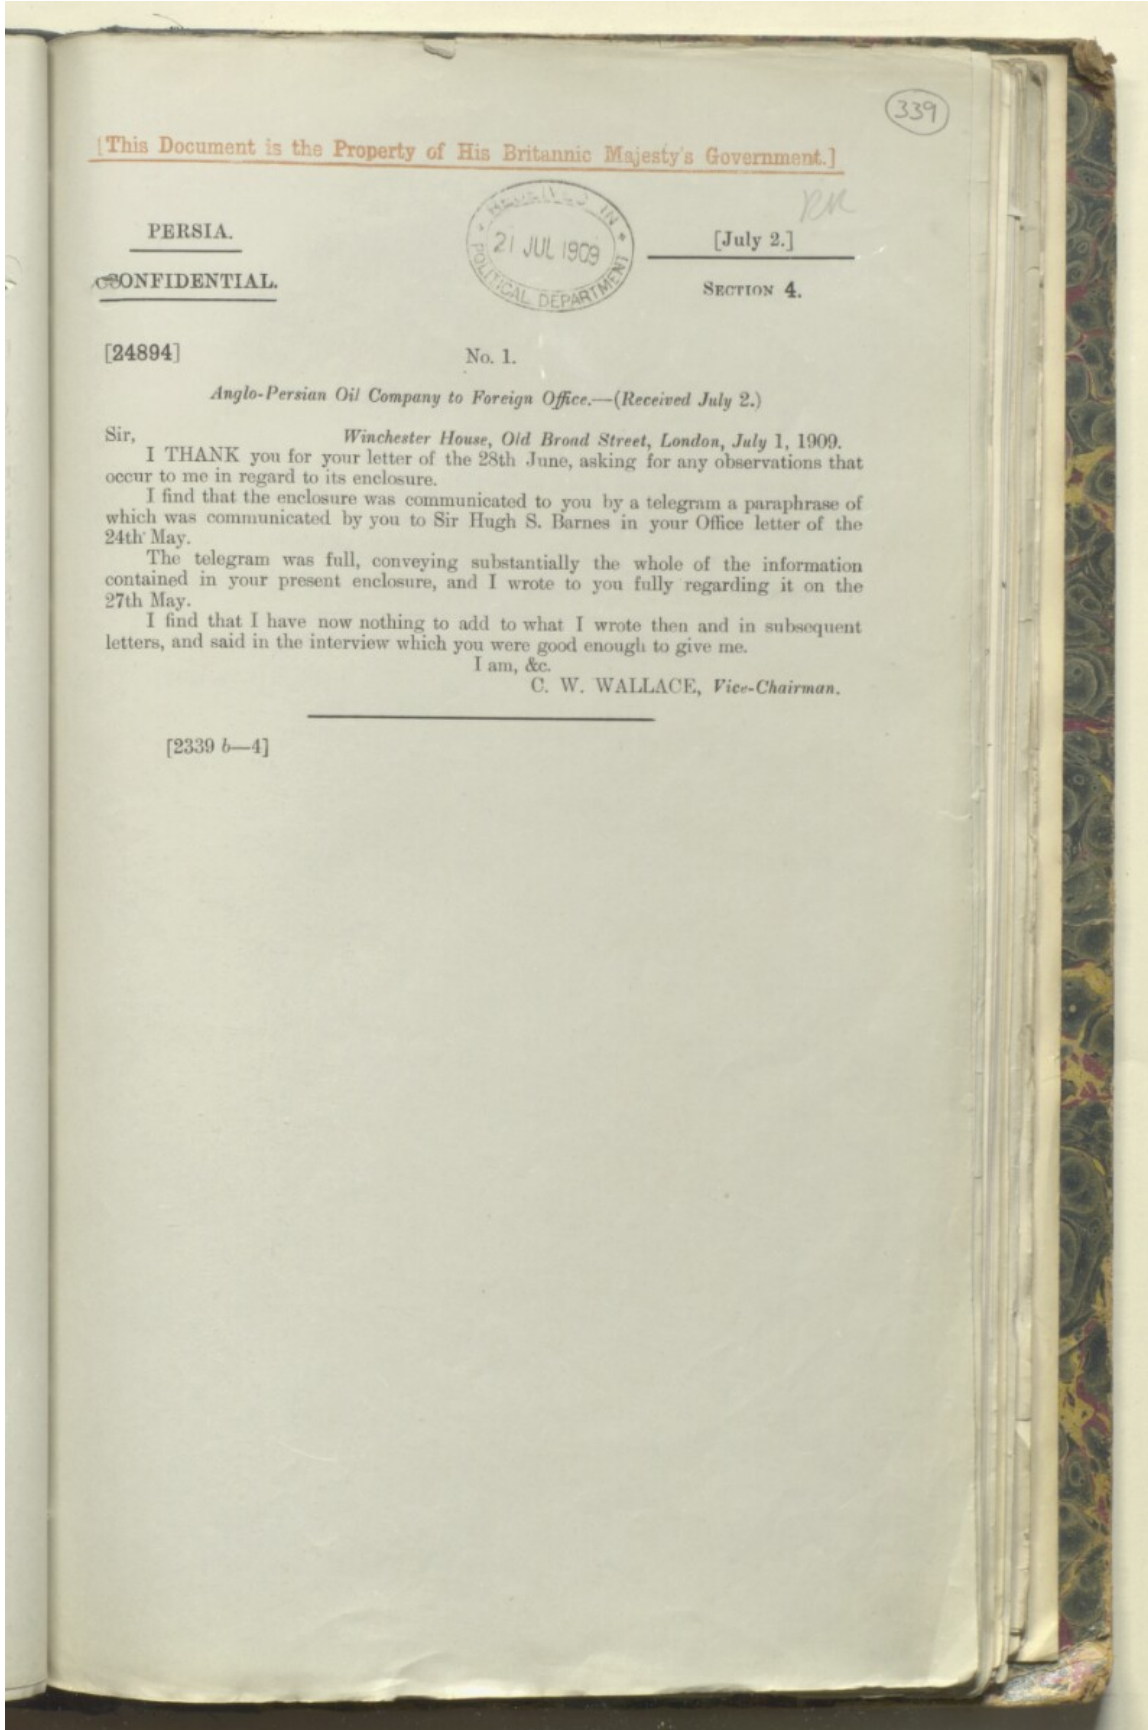 339
[This Document is the Property of His Britannic Majesty's Government.]
RECEIVED IN
21 JUL 1909
POLITICAL DEPARTMENT
PERSIA.
[July 2.]
CONFIDENTIAL.
SECTION 4.
[24894]
No. 1.
Anglo-Persian Oil Company to Foreign Office.—(Received July 2.)
Sir, Winchester House, Old Broad Street, London, July 1, 1909.
I THANK you for your letter of the 28th June, asking for any observations that
occur to me in regard to its enclosure.
I find that the enclosure was communicated to you by a telegram a paraphrase of
which was communicated by you to Sir Hugh S. Barnes in your Office letter of the
24th May.
The telegram was full, conveying substantially the whole of the information
contained in your present enclosure, and I wrote to you fully regarding it on the
27th May.
I find that I have now nothing to add to what I wrote then and in subsequent
letters, and said in the interview which you were good enough to give me.
I am, &c.
C. W. WALLACE, Vice-Chairman.
[2339 b—4]